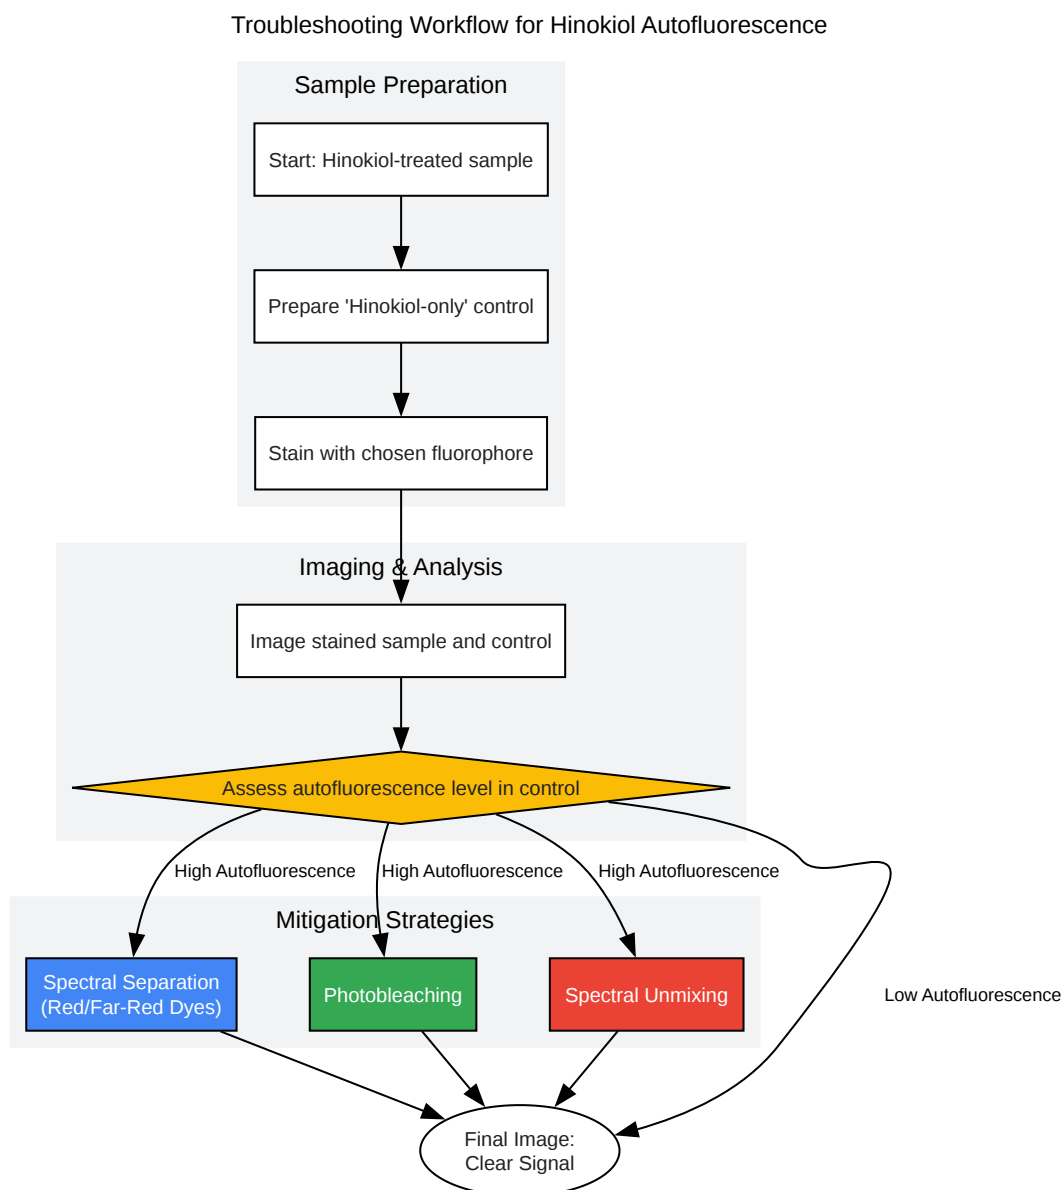 Troubleshooting Workflow for Hinokiol Autofluorescence
Sample Preparation
Start: Hinokiol-treated sample
Prepare 'Hinokiol-only' control
Stain with chosen fluorophore
Imaging & Analysis
Image stained sample and control
Assess autofluorescence level in control
High Autofluorescence
High Autofluorescence
High Autofluorescence
Mitigation Strategies
Spectral Separation
(Red/Far-Red Dyes)
Photobleaching
Spectral Unmixing
Low Autofluorescence
Final Image:
Clear Signal